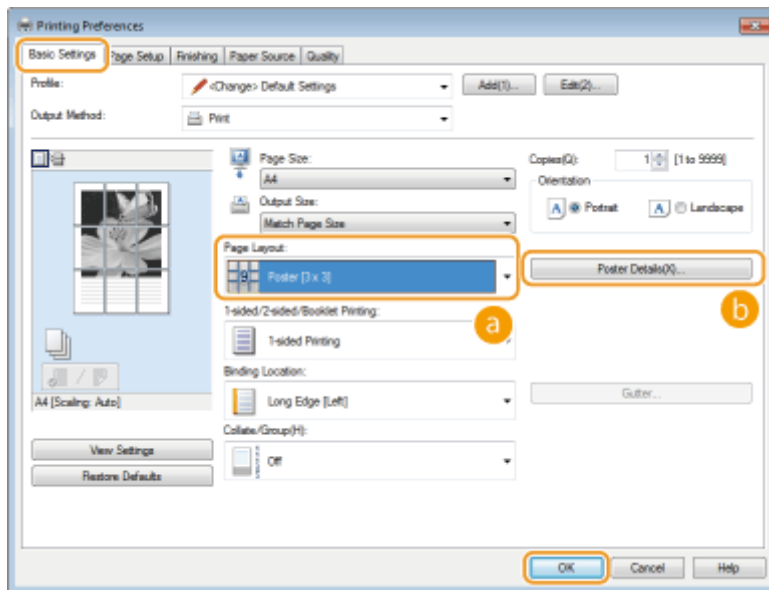 Printing Preferences
Basic Settings Page Setup Finishing Paper Source Quality
Profile: <Change> Default Settings Add(1)... Edit(2)...
Output Method: Print
Page Size:
A4
Output Size:
Match Page Size
Copies(Q): 1 [1 to 9999]
Orientation
A Portrait A Landscape
Page Layout:
9 Poster [3 x 3]
Poster Details(X)...
a
b
1-sided/2-sided/Booklet Printing:
1-sided Printing
Binding Location:
Long Edge [Left]
Gutter...
Collate/Group(H):
Off
A4 [Scaling: Auto]
View Settings
Restore Defaults
OK Cancel Help